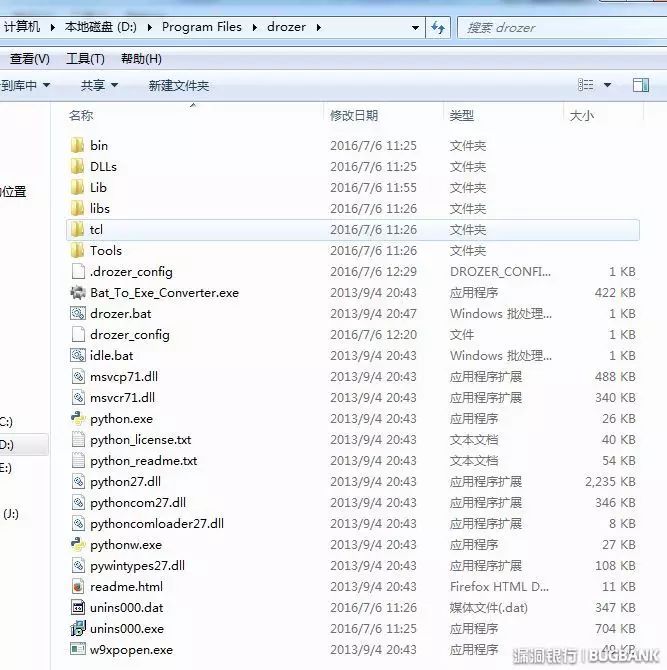 计算机 ▸ 本地磁盘 (D:) ▸ Program Files ▸ drozer ▸ 搜索 drozer
查看(V) 工具(T) 帮助(H)
到库中 共享 新建文件夹
名称 修改日期 类型 大小
bin 2016/7/6 11:25 文件夹
DLLs 2016/7/6 11:25 文件夹
的位置
Lib 2016/7/6 11:55 文件夹
libs 2016/7/6 11:26 文件夹
tcl 2016/7/6 11:26 文件夹
Tools 2016/7/6 11:26 文件夹
.drozer_config 2016/7/6 12:29 DROZER_CONFI... 1 KB
Bat_To_Exe_Converter.exe 2013/9/4 20:43 应用程序 422 KB
drozer.bat 2013/9/4 20:47 Windows 批处理... 1 KB
drozer_config 2016/7/6 12:20 文件 1 KB
idle.bat 2013/9/4 20:43 Windows 批处理... 1 KB
msvcp71.dll 2013/9/4 20:43 应用程序扩展 488 KB
msvcr71.dll 2013/9/4 20:43 应用程序扩展 340 KB
C:)
python.exe 2013/9/4 20:43 应用程序 26 KB
D:)
python_license.txt 2013/9/4 20:43 文本文档 40 KB
E:)
python_readme.txt 2013/9/4 20:43 文本文档 54 KB
python27.dll 2013/9/4 20:43 应用程序扩展 2,235 KB
pythoncom27.dll 2013/9/4 20:43 应用程序扩展 346 KB
(J:)
pythoncomloader27.dll 2013/9/4 20:43 应用程序扩展 8 KB
pythonw.exe 2013/9/4 20:43 应用程序 27 KB
pywintypes27.dll 2013/9/4 20:43 应用程序扩展 108 KB
readme.html 2013/9/4 20:43 Firefox HTML D... 11 KB
unins000.dat 2016/7/6 11:26 媒体文件(.dat) 347 KB
unins000.exe 2013/9/4 20:43 应用程序 704 KB
w9xpopen.exe 2013/9/4 20:43 应用程序 KB
漏洞银行 | BUGBANK